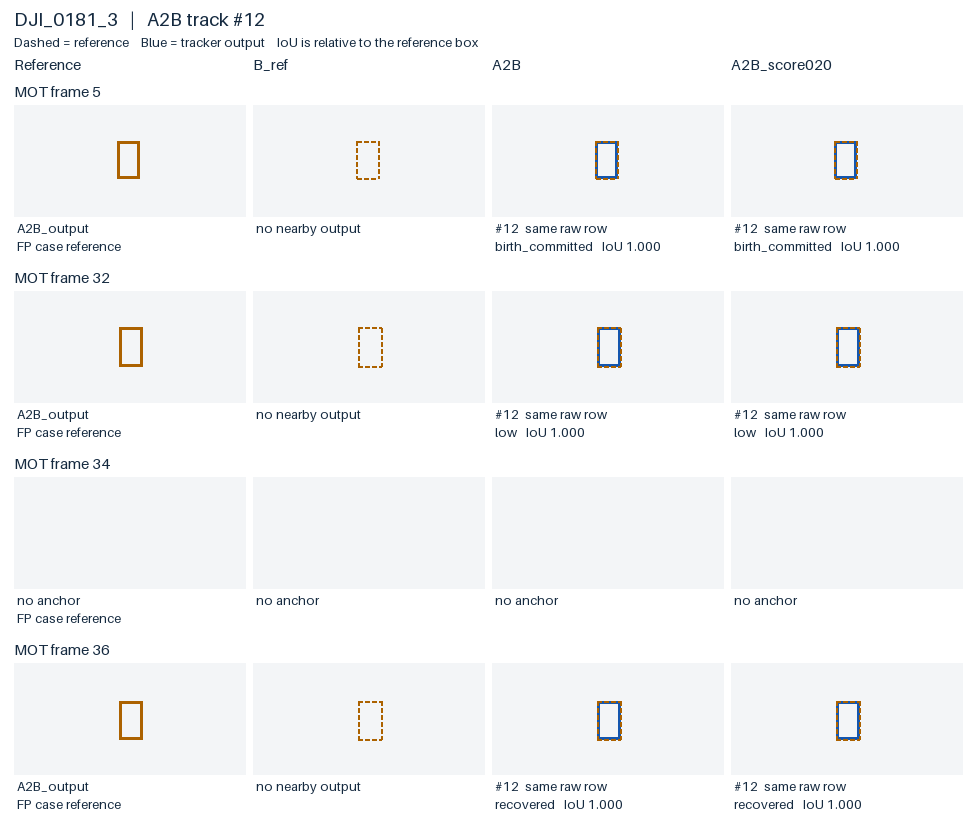 DJI_0181_3 | A2B track #12
Dashed = reference Blue = tracker output IoU is relative to the reference box
Reference B_ref A2B A2B_score020
MOT frame 5
A2B_output no nearby output #12 same raw row #12 same raw row
FP case reference birth_committed IoU 1.000 birth_committed IoU 1.000
MOT frame 32
A2B_output no nearby output #12 same raw row #12 same raw row
FP case reference low IoU 1.000 low IoU 1.000
MOT frame 34
no anchor no anchor no anchor no anchor
FP case reference
MOT frame 36
A2B_output no nearby output #12 same raw row #12 same raw row
FP case reference recovered IoU 1.000 recovered IoU 1.000